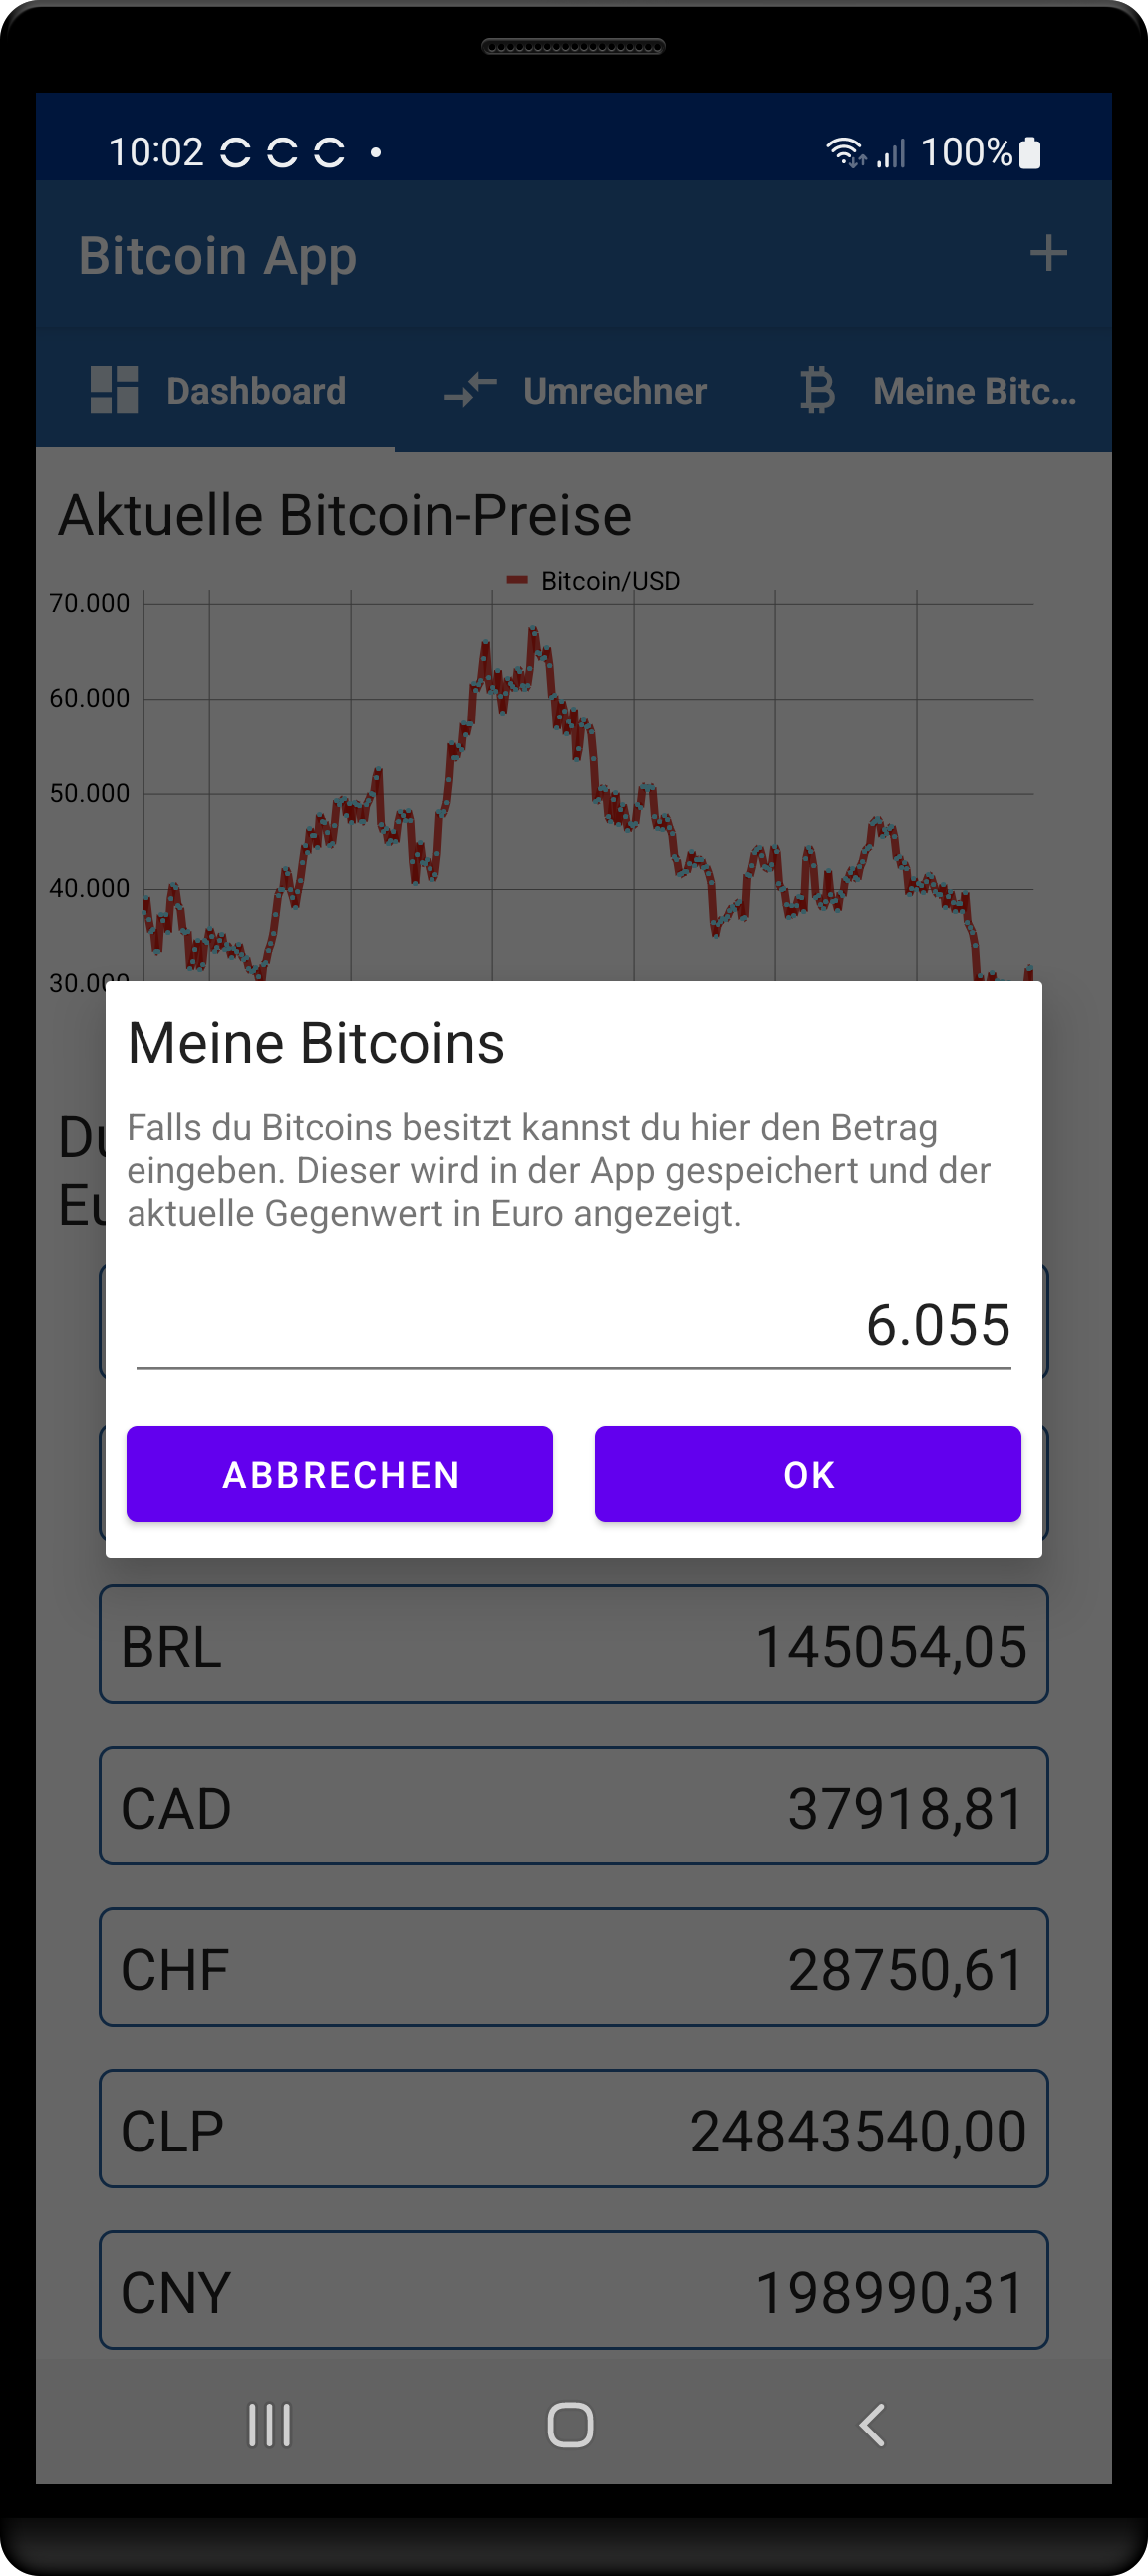 10:02 100%
Bitcoin App
Dashboard Umrechner Meine Bitc...
Aktuelle Bitcoin-Preise
Bitcoin/USD
70.000
60.000
50.000
40.000
30.000
Meine Bitcoins
Falls du Bitcoins besitzt kannst du hier den Betrag
eingeben. Dieser wird in der App gespeichert und der
aktuelle Gegenwert in Euro angezeigt.
6.055
ABBRECHEN OK
BRL 145054,05
CAD 37918,81
CHF 28750,61
CLP 24843540,00
CNY 198990,31